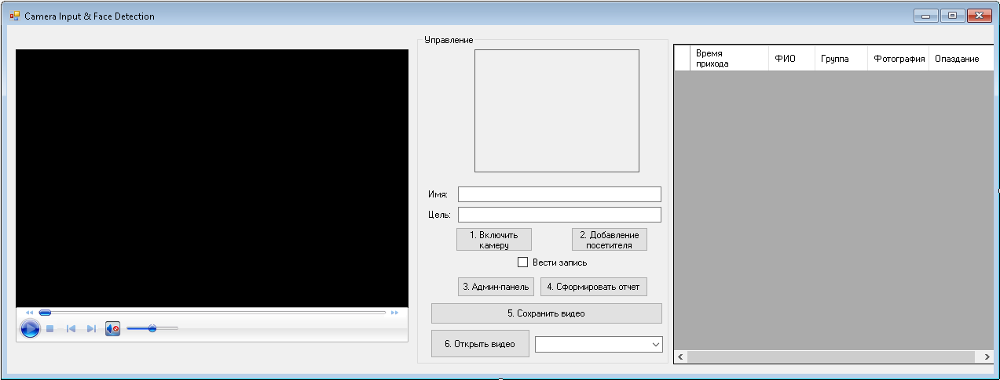 Camera Input & Face Detection
Управление
Имя:
Цель:
1. Включить
камеру
2. Добавление
посетителя
Вести запись
3. Админ-панель
4. Сформировать отчет
5. Сохранить видео
6. Открыть видео
Время
прихода
ФИО
Группа
Фотография
Опаздание